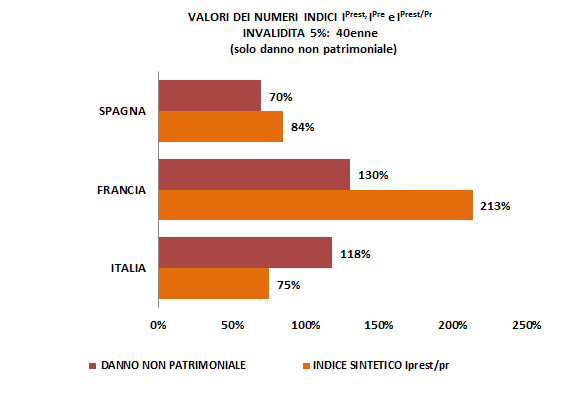 VALORI DEI NUMERI INDICI I Prest, I Pre e I Prest/Pr
INVALIDITA 5%: 40enne
(solo danno non patrimoniale)
SPAGNA
70%
84%
FRANCIA
130%
213%
ITALIA
118%
75%
0% 50% 100% 150% 200% 250%
DANNO NON PATRIMONIALE INDICE SINTETICO Iprest/pr